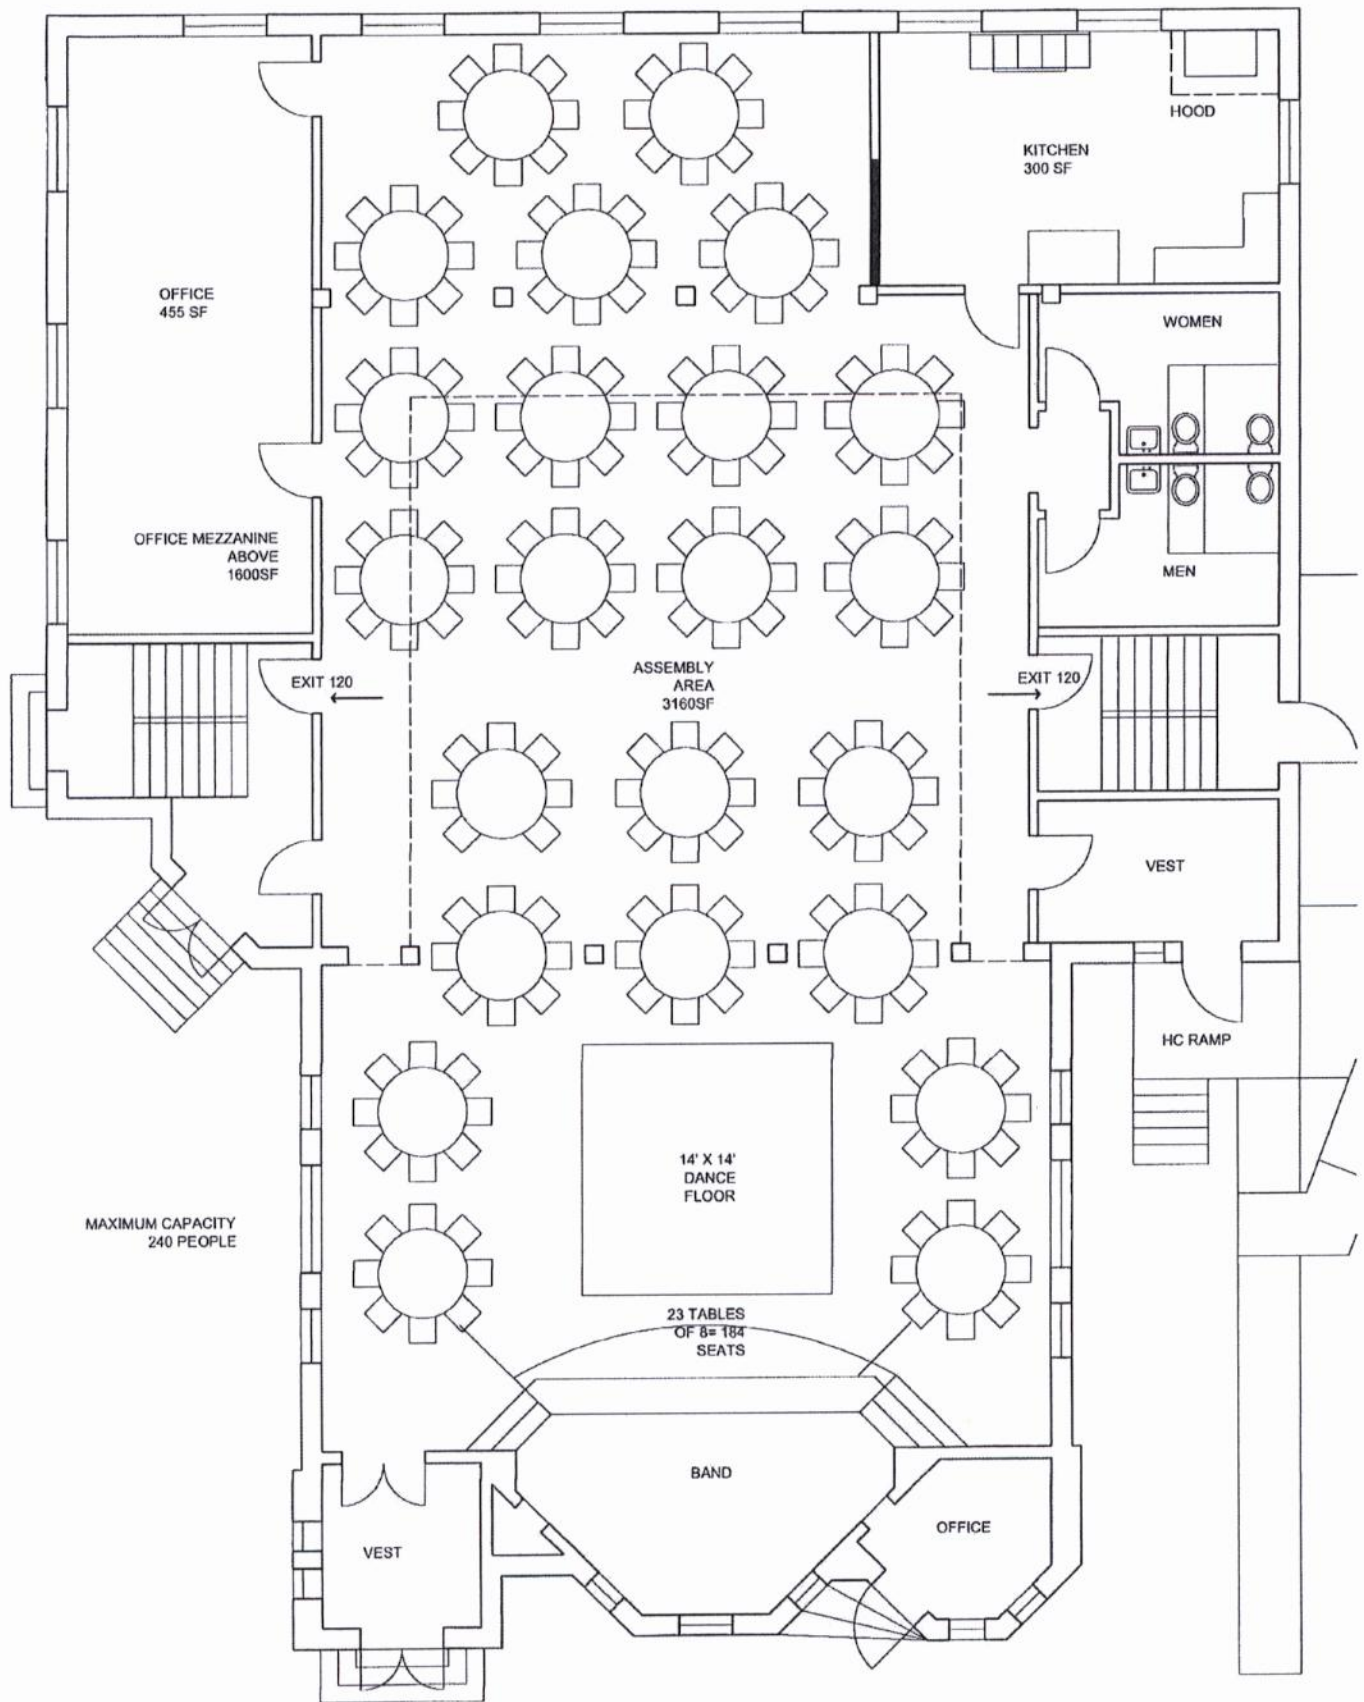 HOOD
KITCHEN
300 SF
OFFICE
455 SF
WOMEN
OFFICE MEZZANINE
ABOVE
1600SF
MEN
EXIT 120
ASSEMBLY
AREA
3160SF
EXIT 120
VEST
HC RAMP
14' X 14'
DANCE
FLOOR
MAXIMUM CAPACITY
240 PEOPLE
23 TABLES
OF 8= 184
SEATS
BAND
OFFICE
VEST